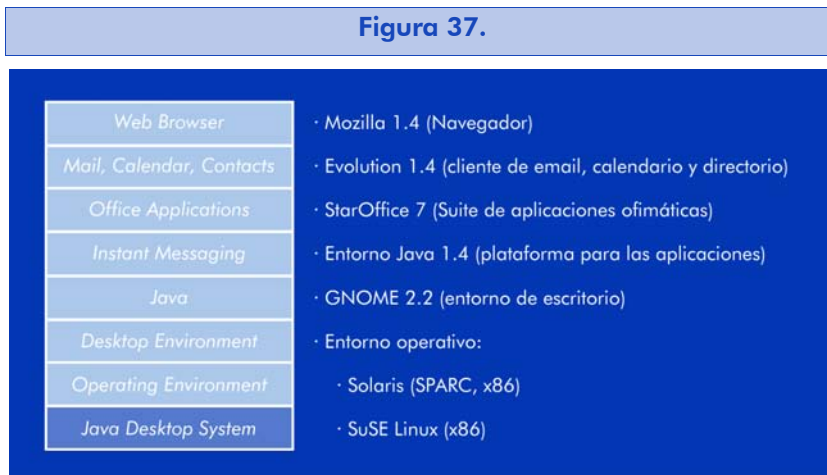 Figura 37.
Web Browser
· Mozilla 1.4 (Navegador)
Mail, Calendar, Contacts
· Evolution 1.4 (cliente de email, calendario y directorio)
Office Applications
· StarOffice 7 (Suite de aplicaciones ofimáticas)
Instant Messaging
· Entorno Java 1.4 (plataforma para las aplicaciones)
Java
· GNOME 2.2 (entorno de escritorio)
Desktop Environment
· Entorno operativo:
Operating Environment
· Solaris (SPARC, x86)
Java Desktop System
· SuSE Linux (x86)